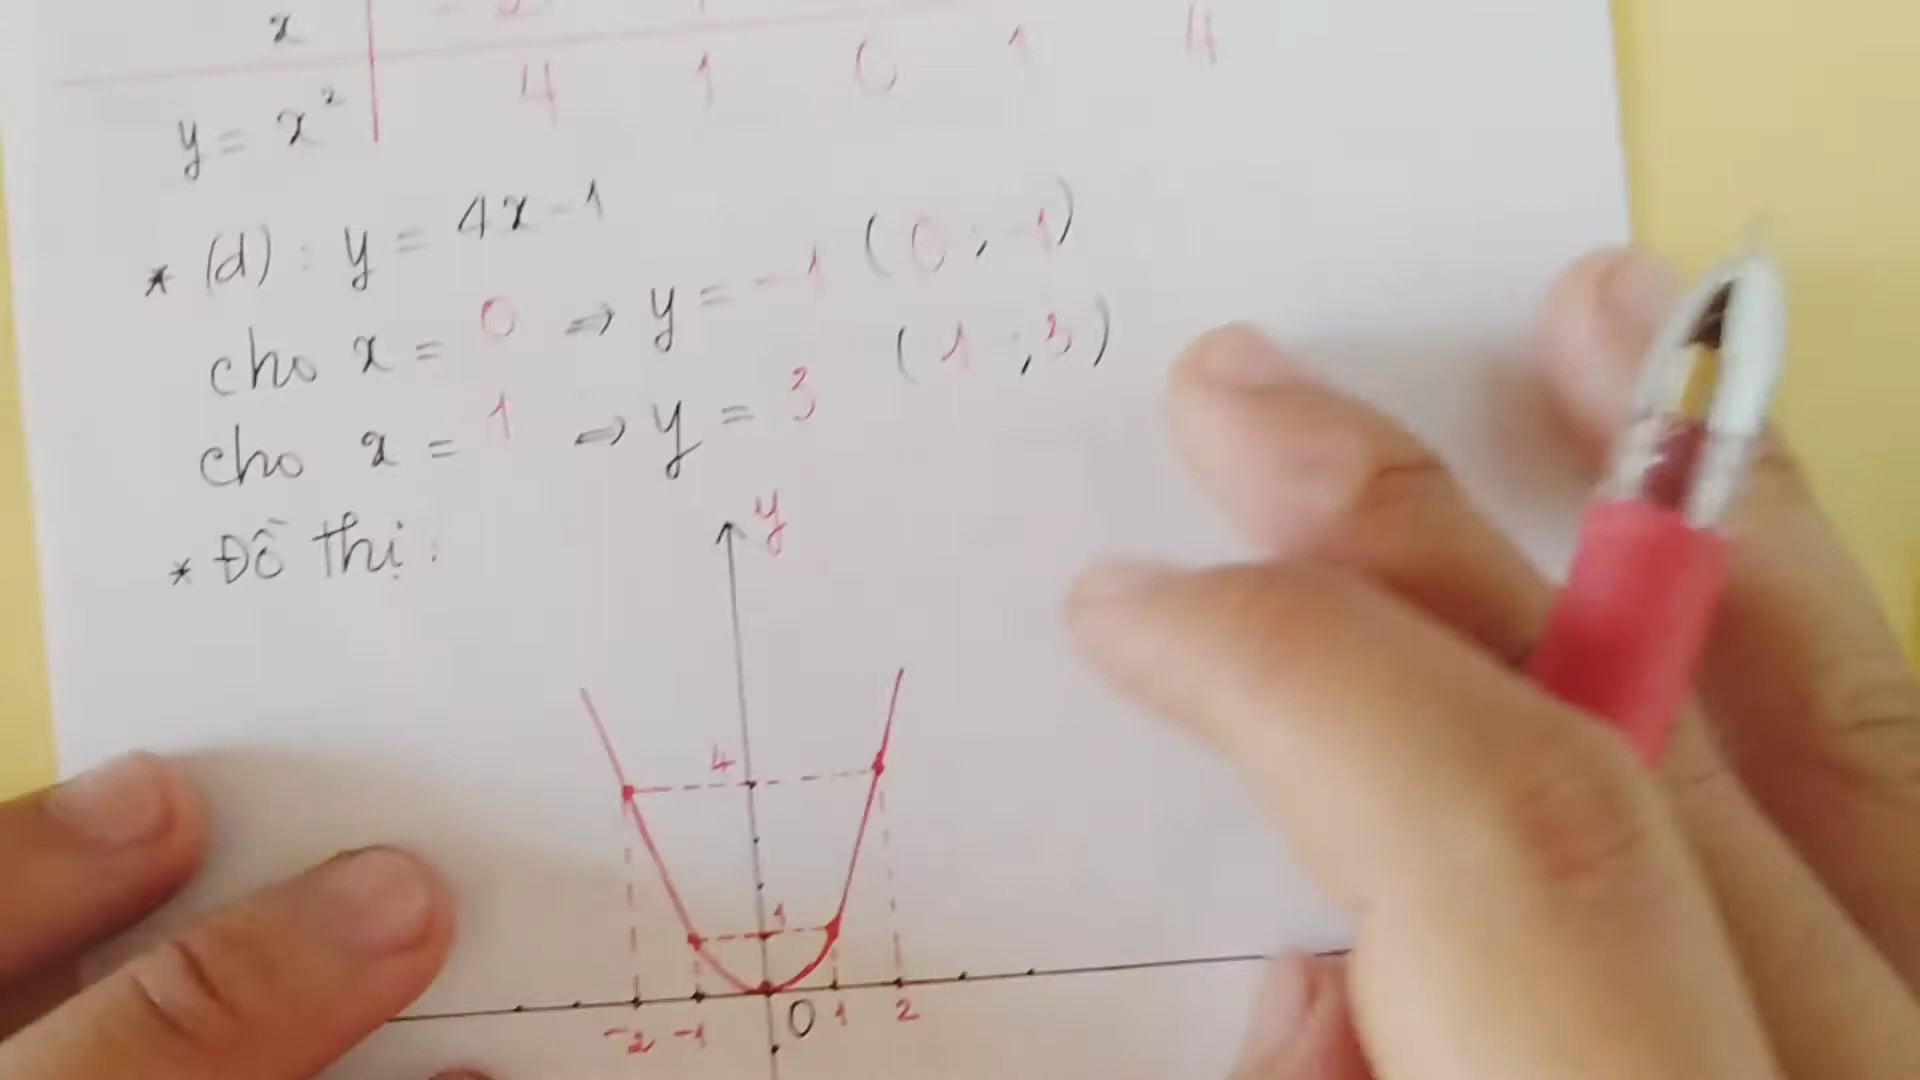 x
y = x² 4 1 0 1 4
* (d) : y = 4x - 1
cho x = 0 ⇒ y = -1 (0 ; -1)
cho x = 1 ⇒ y = 3 (1 ; 3)
* Đồ thị :
y
4
1
-2 -1 O 1 2